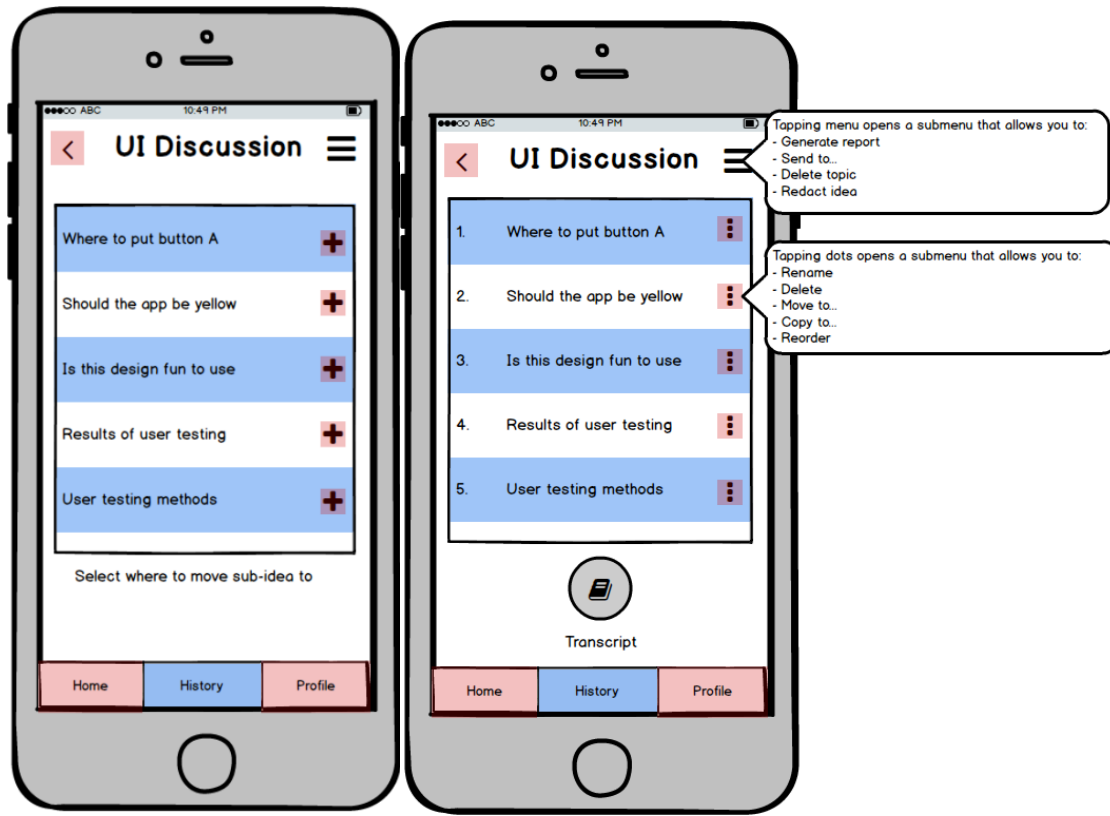 ABC 10:49 PM
UI Discussion
Where to put button A
Should the app be yellow
Is this design fun to use
Results of user testing
User testing methods
Select where to move sub-idea to
Home History Profile
ABC 10:49 PM
UI Discussion
1. Where to put button A
2. Should the app be yellow
3. Is this design fun to use
4. Results of user testing
5. User testing methods
Transcript
Home History Profile
Tapping menu opens a submenu that allows you to:
- Generate report
- Send to...
- Delete topic
- Redact idea
Tapping dots opens a submenu that allows you to:
- Rename
- Delete
- Move to...
- Copy to...
- Reorder